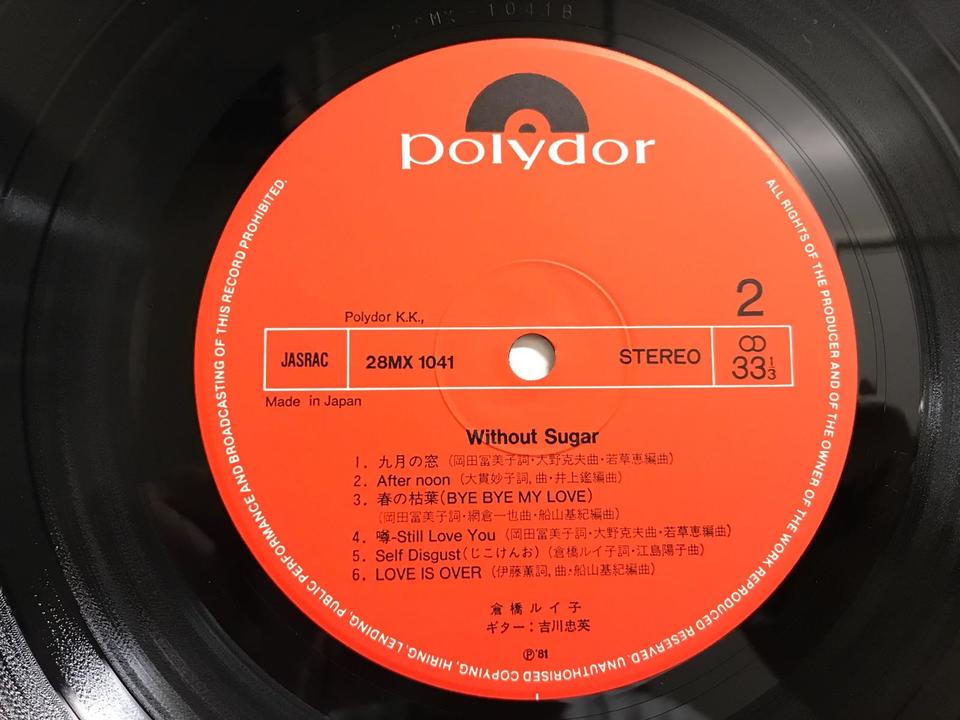 28MX-1041B
polydor
ALL RIGHTS OF THE PRODUCER AND OF THE OWNER OF THE WORK REPRODUCED RESERVED. UNAUTHORISED COPYING, HIRING, LENDING, PUBLIC PERFORMANCE AND BROADCASTING OF THIS RECORD PROHIBITED.
2
Polydor K.K.,
JASRAC 28MX 1041 STEREO 33 1/3
Made in Japan
Without Sugar
1. 九月の窓 (岡田冨美子詞・大野克夫曲・若草恵編曲)
2. After noon (大貫妙子詞, 曲・井上鑑編曲)
3. 春の枯葉(BYE BYE MY LOVE)
(岡田冨美子詞・網倉一也曲・船山基紀編曲)
4. 噂-Still Love You (岡田冨美子詞・大野克夫曲・若草恵編曲)
5. Self Disgust(じこけんお) (倉橋ルイ子詞・江島陽子曲)
6. LOVE IS OVER (伊藤薫詞, 曲・船山基紀編曲)
倉橋ルイ子
ギター：吉川忠英
Ⓟ'81